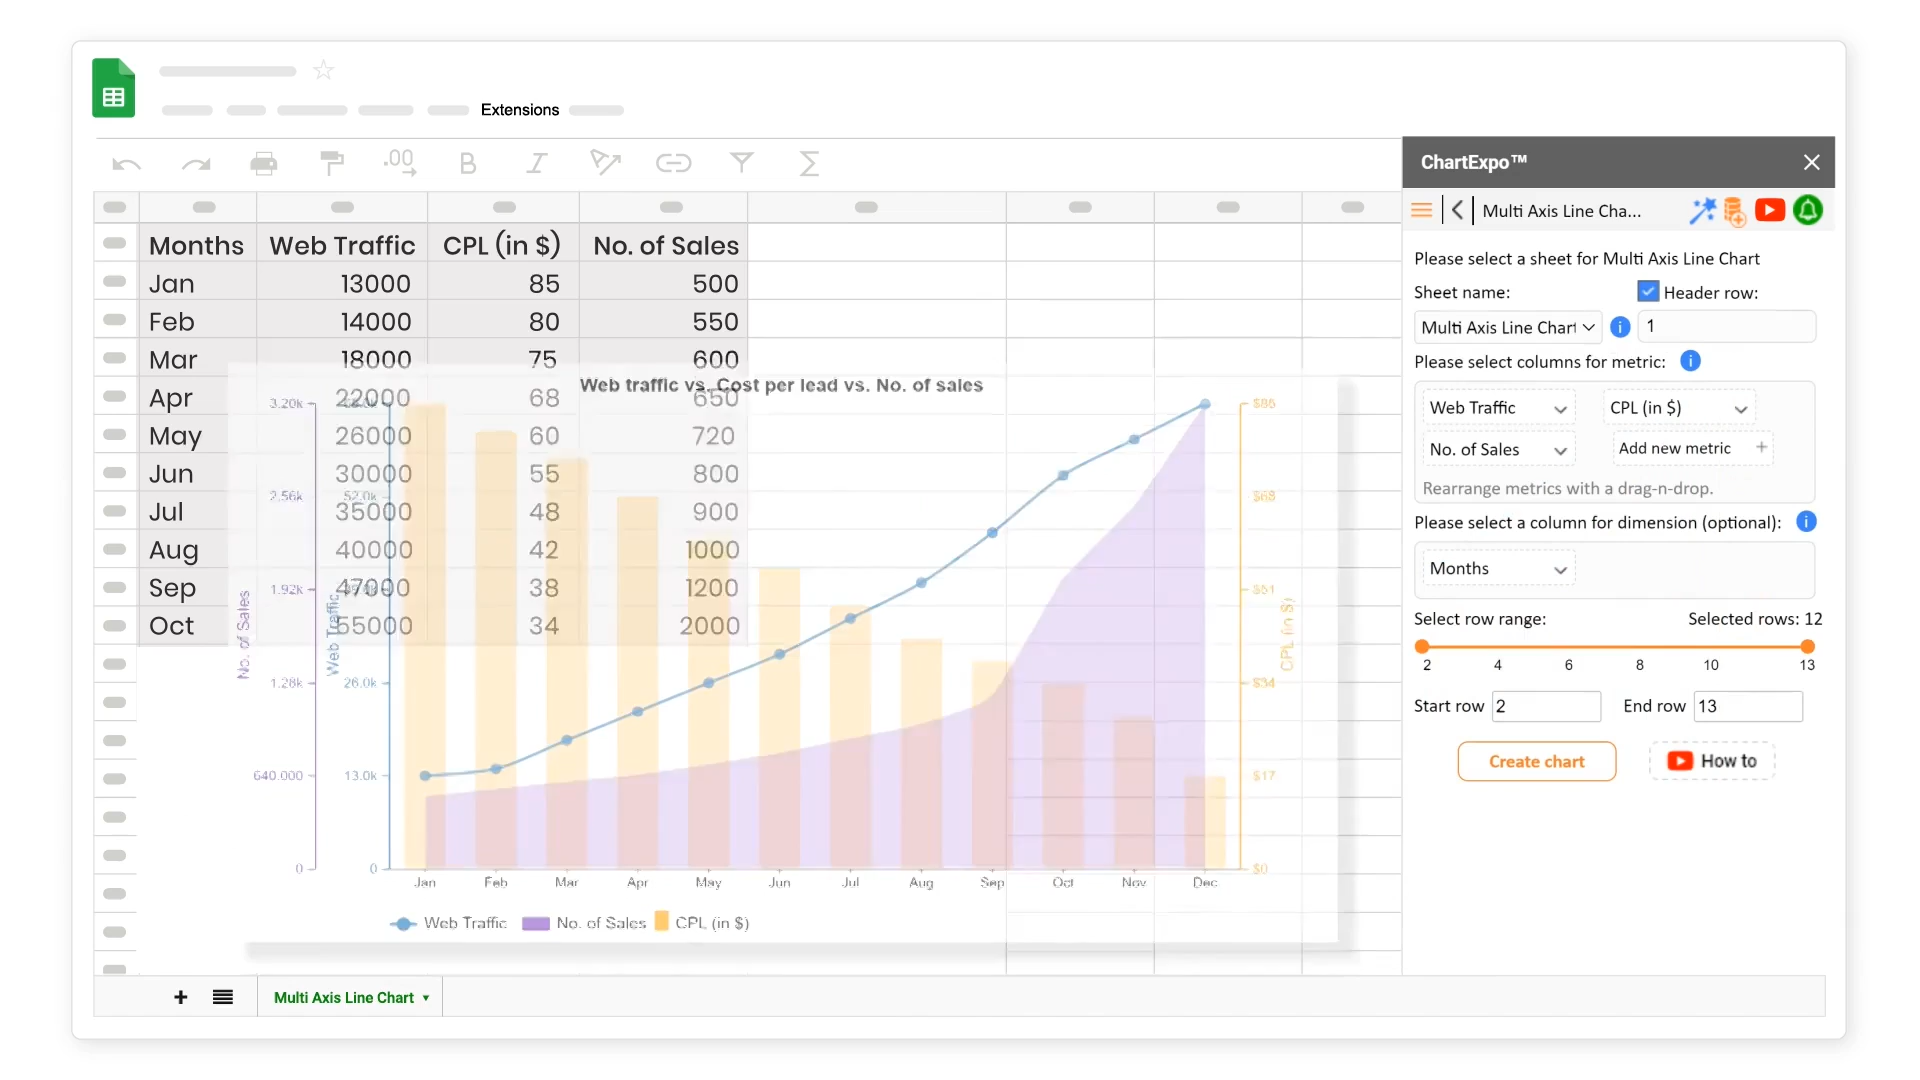 Extensions
.00
B
I
ChartExpo™
Multi Axis Line Cha...
Months Web Traffic CPL (in $) No. of Sales
Jan 13000 85 500
Feb 14000 80 550
Mar 18000 75 600
Apr 22000 68 650
May 26000 60 720
Jun 30000 55 800
Jul 35000 48 900
Aug 40000 42 1000
Sep 47000 38 1200
Oct 55000 34 2000
Web traffic vs. Cost per lead vs. No. of sales
3.20k
2.56k
1.92k
1.28k
640.000
0
No. of Sales
52.0k
26.0k
13.0k
0
Web Traffic
$85
$68
$51
$34
$17
$0
CPL (in $)
Jan Feb Mar Apr May Jun Jul Aug Sep Oct Nov Dec
Web Traffic No. of Sales CPL (in $)
Please select a sheet for Multi Axis Line Chart
Sheet name: Header row:
Multi Axis Line Chart 1
Please select columns for metric:
Web Traffic CPL (in $)
No. of Sales Add new metric +
Rearrange metrics with a drag-n-drop.
Please select a column for dimension (optional):
Months
Select row range: Selected rows: 12
2 4 6 8 10 13
Start row 2 End row 13
Create chart How to
+ Multi Axis Line Chart